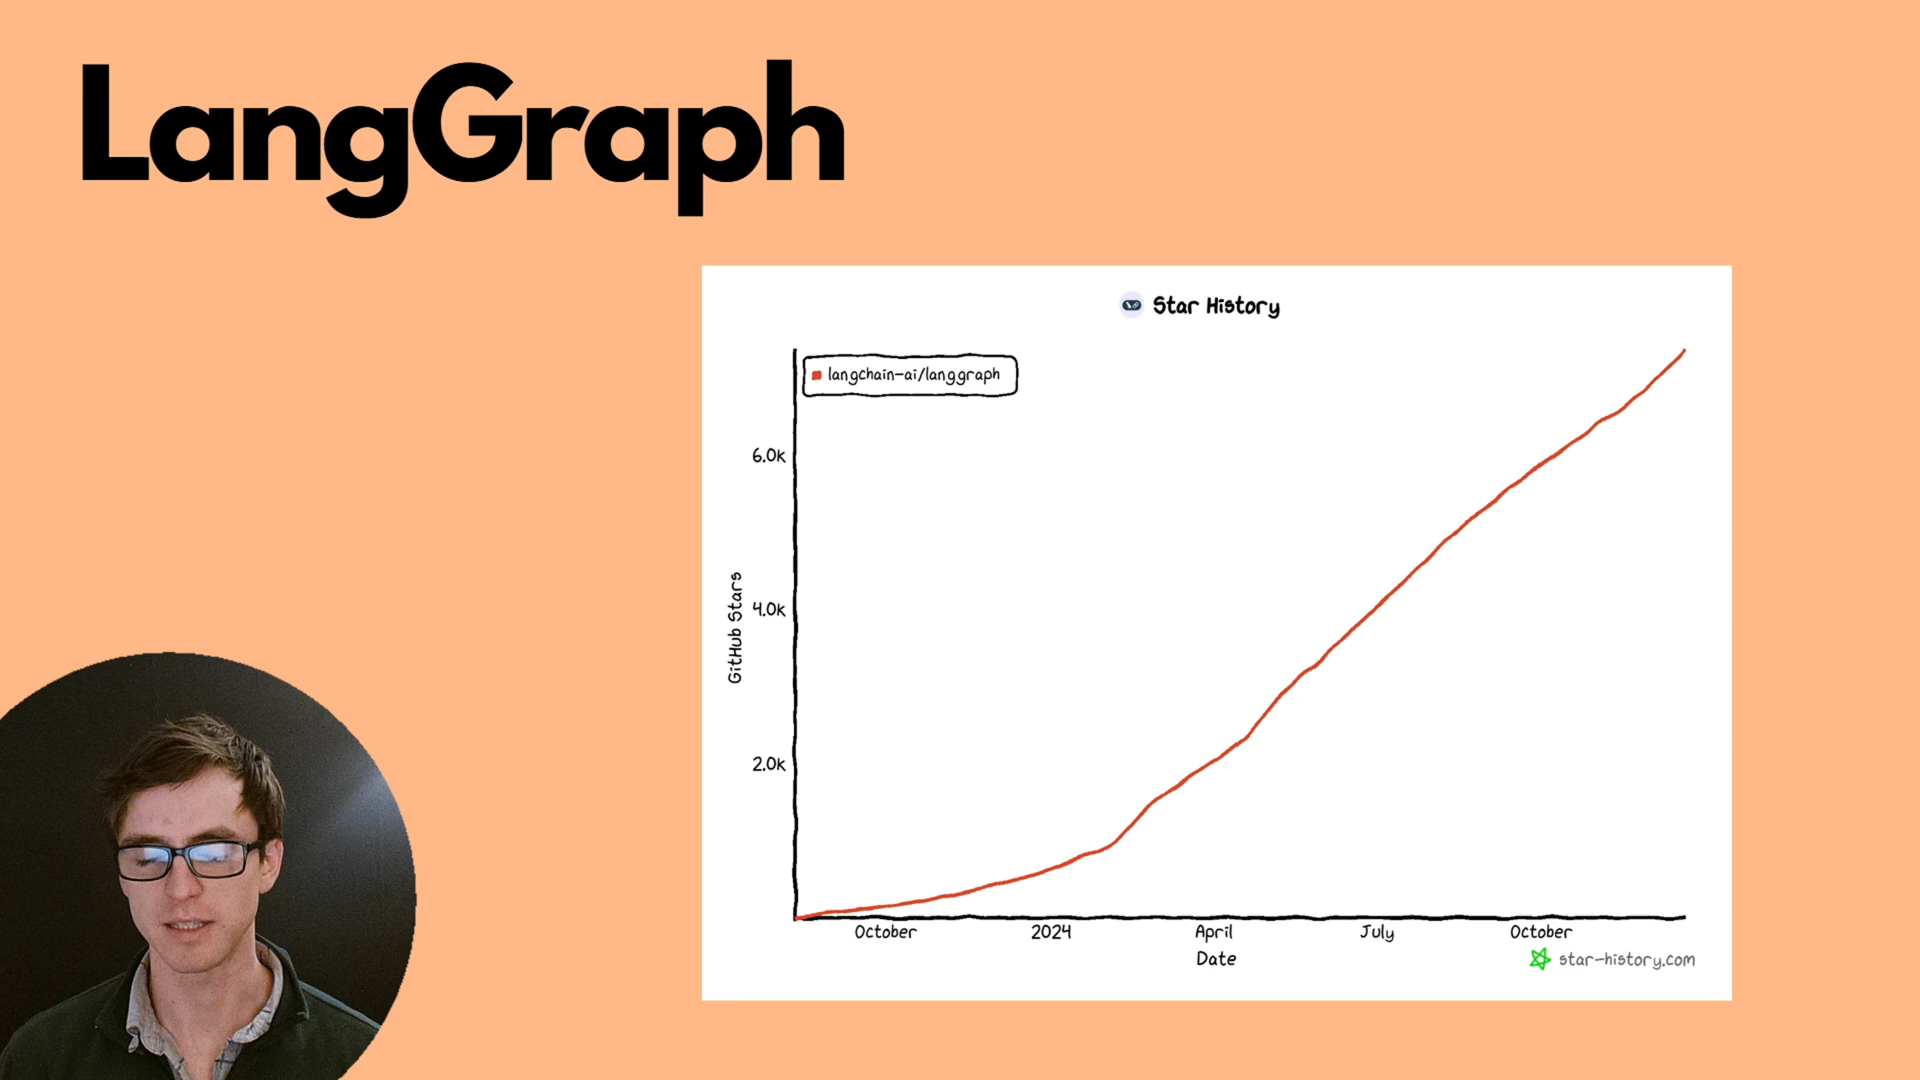 LangGraph
Star History
langchain-ai/langgraph
GitHub Stars
6.0k
4.0k
2.0k
October
2024
April
July
October
Date
star-history.com